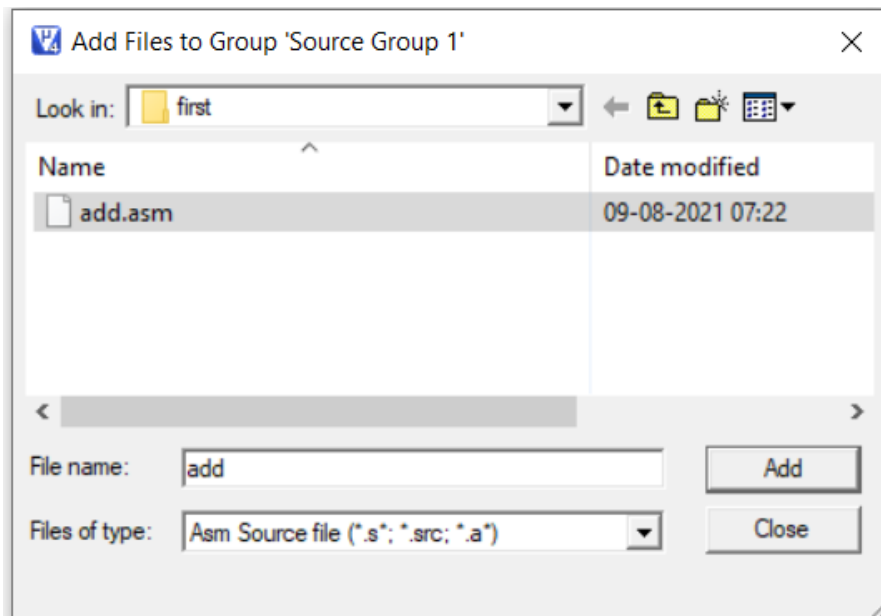 Add Files to Group 'Source Group 1'
Look in: first
Name Date modified
add.asm 09-08-2021 07:22
File name: add Add
Files of type: Asm Source file (*.s*; *.src; *.a*) Close